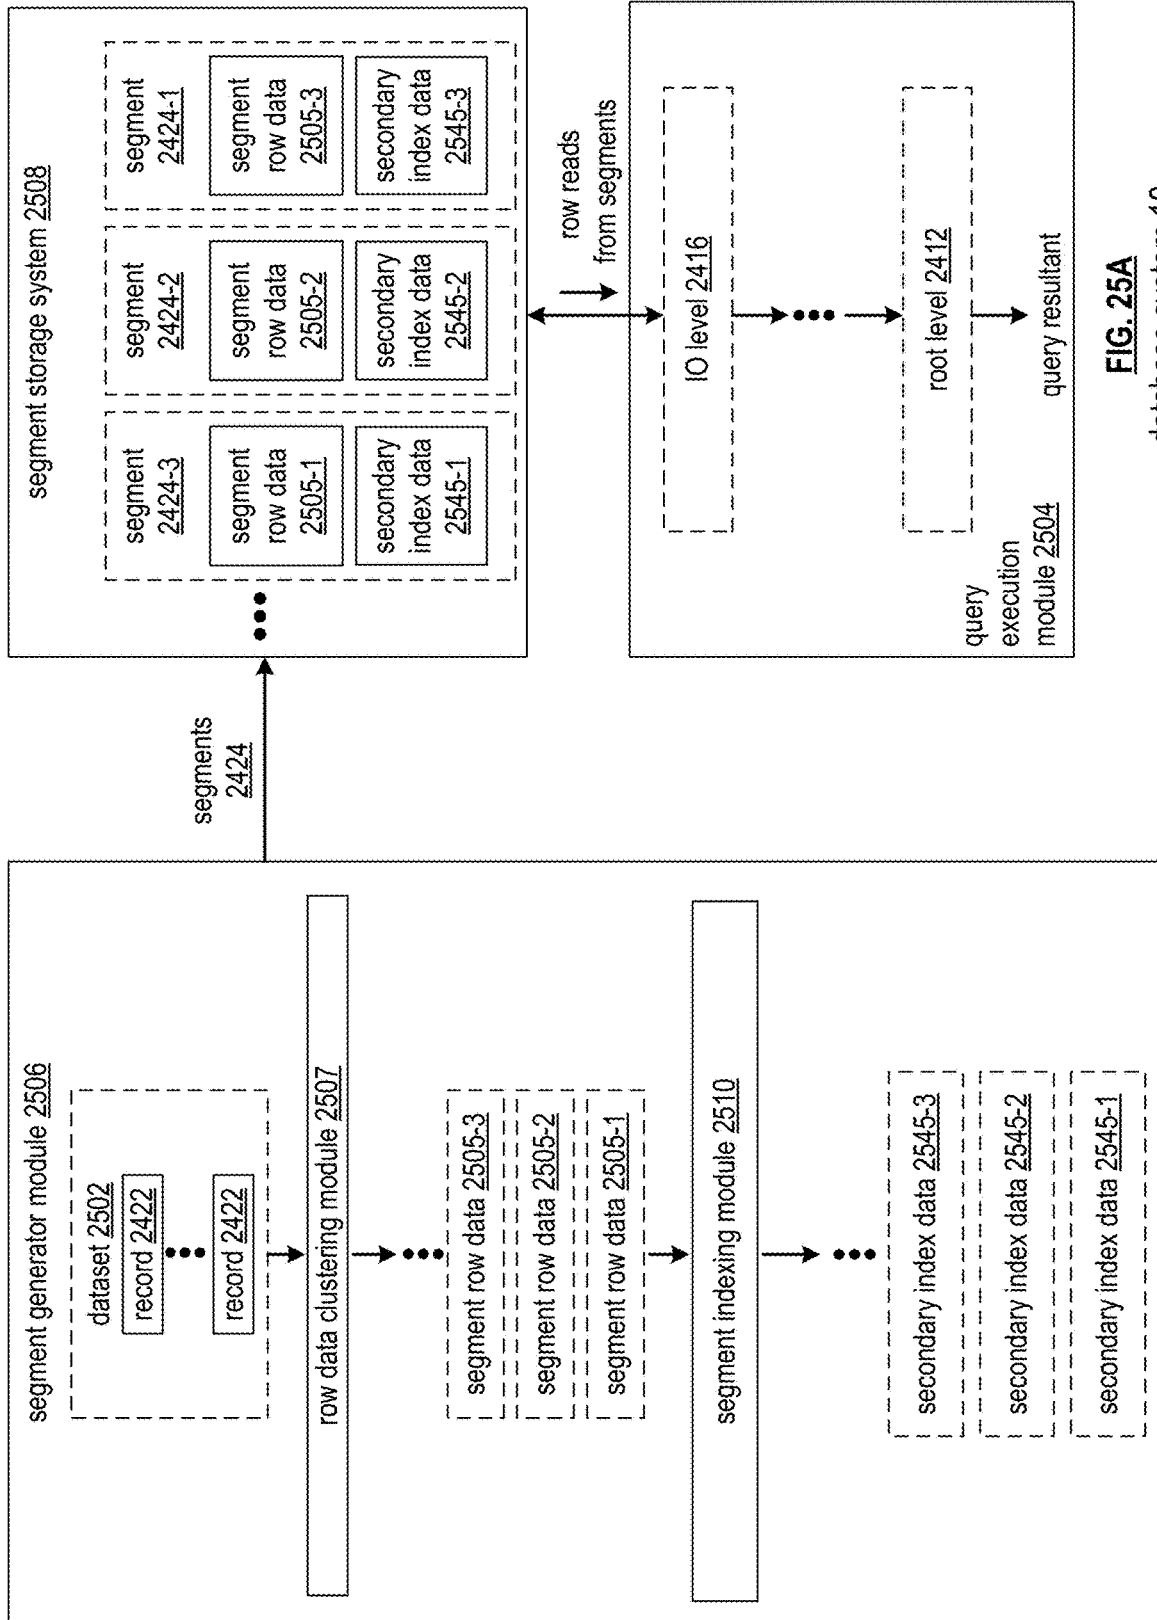 segment generator module 2506
dataset 2502
record 2422
record 2422
row data clustering module 2507
segment row data 2505-3
segment row data 2505-2
segment row data 2505-1
segment indexing module 2510
secondary index data 2545-3
secondary index data 2545-2
secondary index data 2545-1
segments
2424
segment storage system 2508
segment
2424-3
segment
row data
2505-1
secondary
index data
2545-1
segment
2424-2
segment
row data
2505-2
secondary
index data
2545-2
segment
2424-1
segment
row data
2505-3
secondary
index data
2545-3
row reads
from segments
IO level 2416
root level 2412
query
execution
module 2504
query resultant
FIG. 25A
database system 10